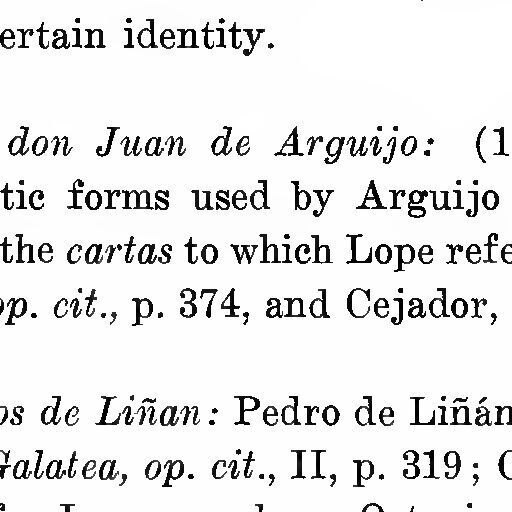 ertain identity.
don Juan de Arguijo: (1
tic forms used by Arguijo
the cartas to which Lope refe
op. cit., p. 374, and Cejador,
os de Liñan: Pedro de Liñán
Galatea, op. cit., II, p. 319; C